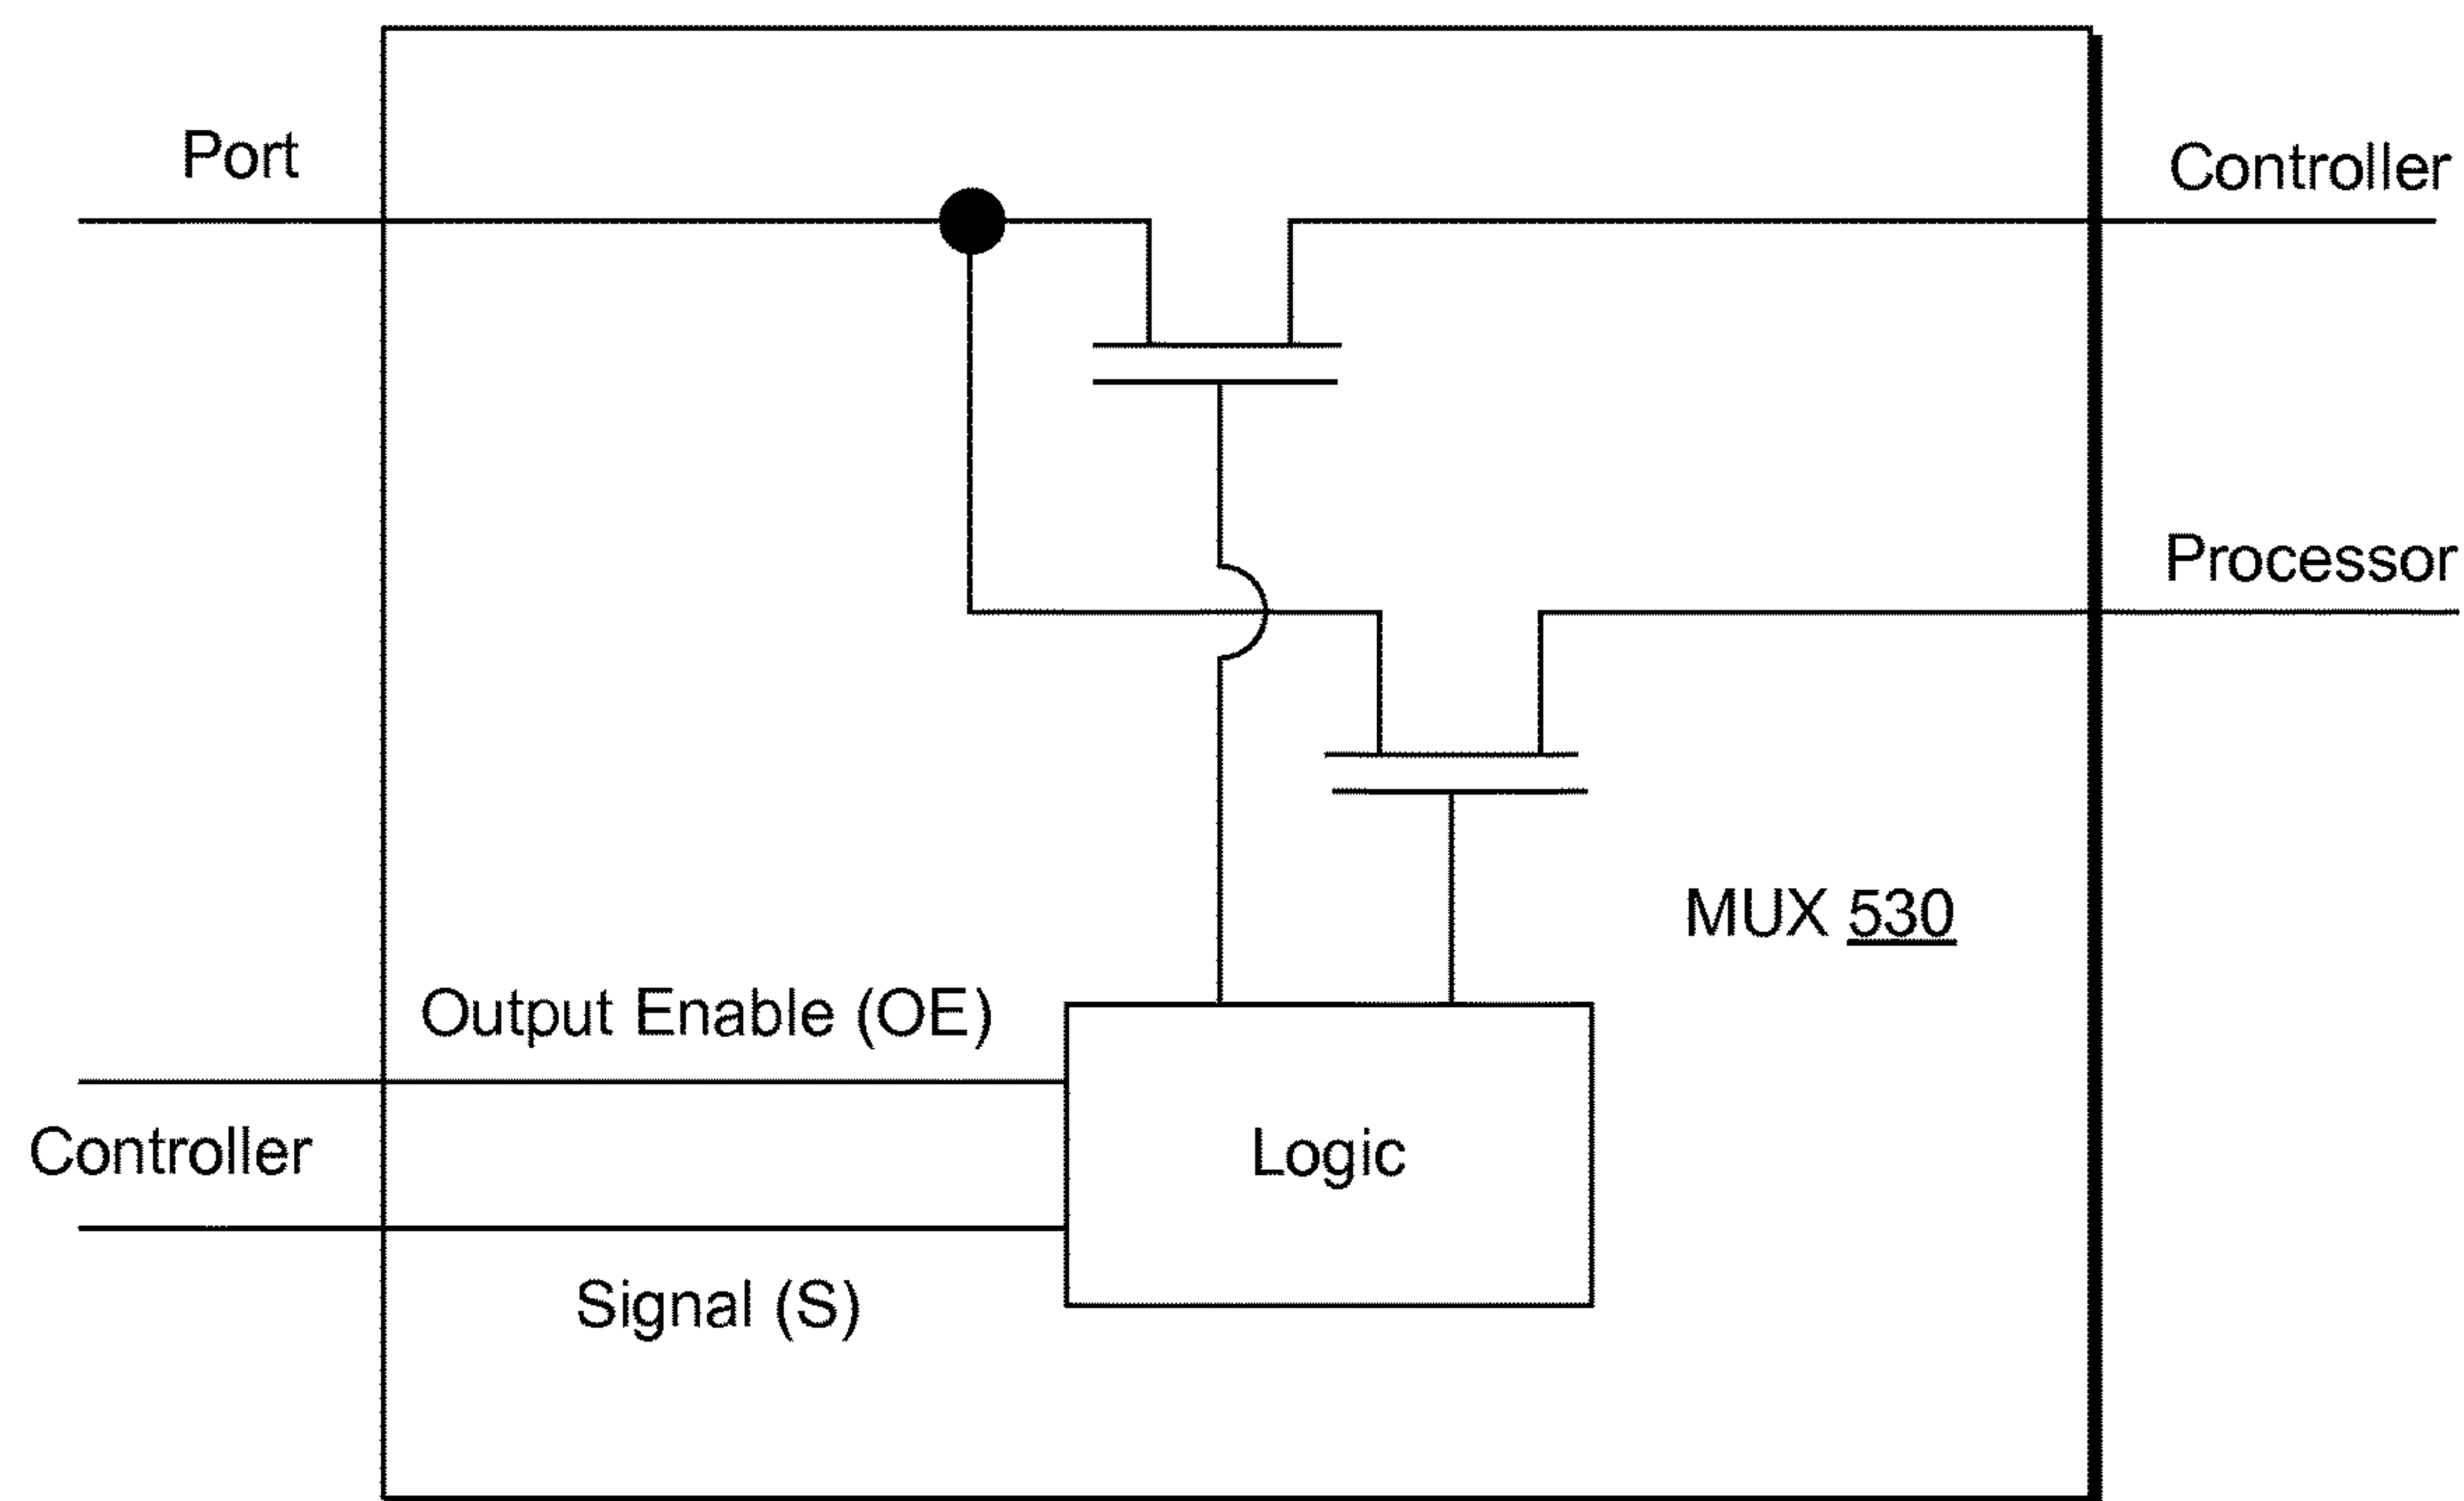 Port
Controller
Processor
MUX 530
Output Enable (OE)
Controller
Logic
Signal (S)